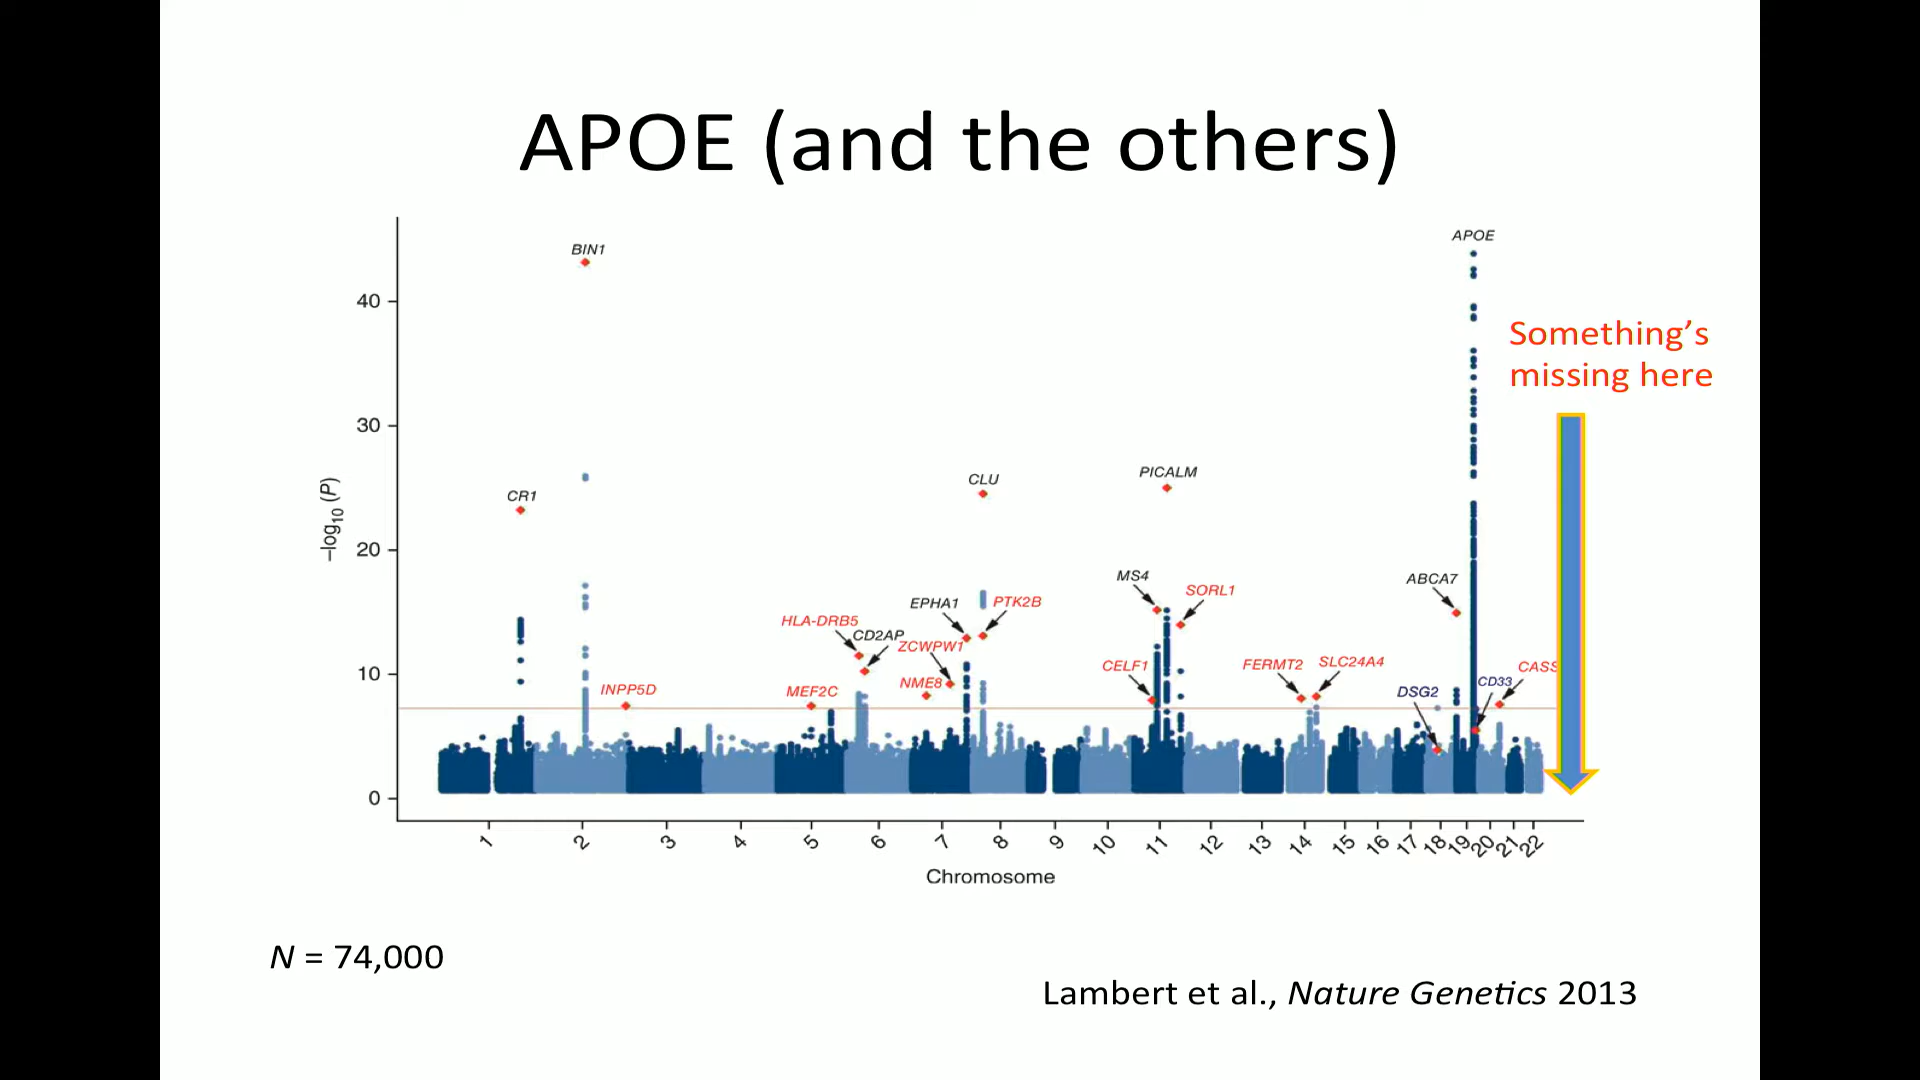 APOE (and the others)
BIN1
APOE
40
Something’s
missing here
30
PICALM
CLU
CR1
–log10 (P)
20
MS4
ABCA7
SORL1
EPHA1
PTK2B
HLA-DRB5
CD2AP
ZCWPW1
CELF1
FERMT2
SLC24A4
CASS
10
NME8
CD33
INPP5D
MEF2C
DSG2
0
1 2 3 4 5 6 7 8 9 10 11 12 13 14 15 16 17 18 19 20 21 22
Chromosome
N = 74,000
Lambert et al., Nature Genetics 2013